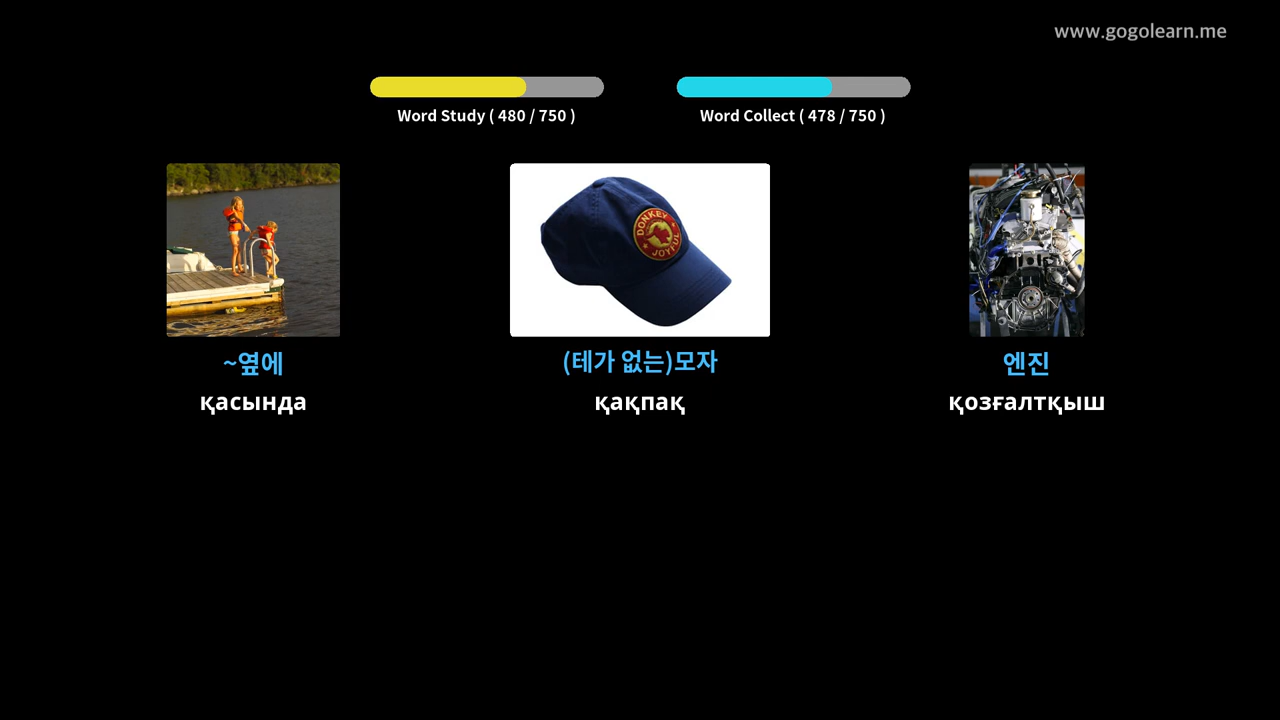 www.gogolearn.me
Word Study ( 480 / 750 )
Word Collect ( 478 / 750 )
DONKEY
JOYFUL
~옆에
(테가 없는)모자
엔진
қасында
қақпақ
қозғалтқыш